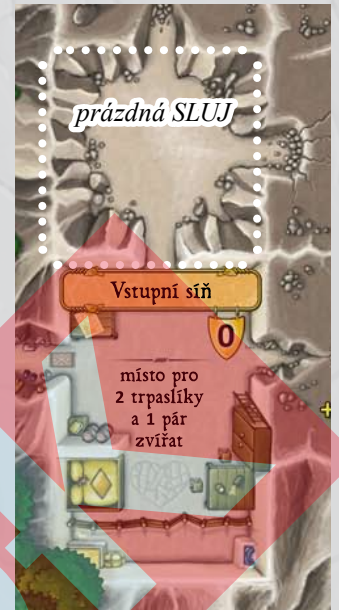 prázdná SLUJ
Vstupní síň
0
místo pro
2 trpaslíky
a 1 pár
zvířat